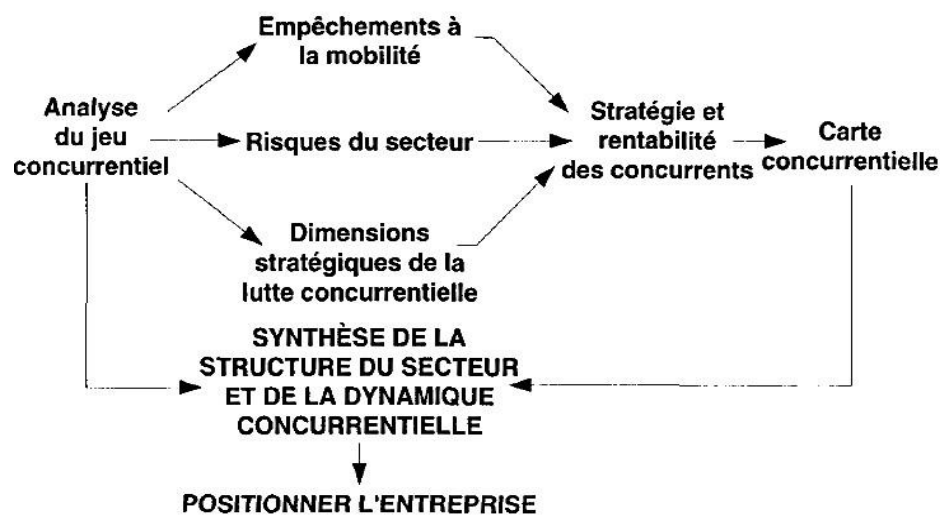 Empêchements à
la mobilité
Analyse
du jeu
concurrentiel
Risques du secteur
Stratégie et
rentabilité
des concurrents
Carte
concurrentielle
Dimensions
stratégiques de la
lutte concurrentielle
SYNTHÈSE DE LA
STRUCTURE DU SECTEUR
ET DE LA DYNAMIQUE
CONCURRENTIELLE
POSITIONNER L'ENTREPRISE